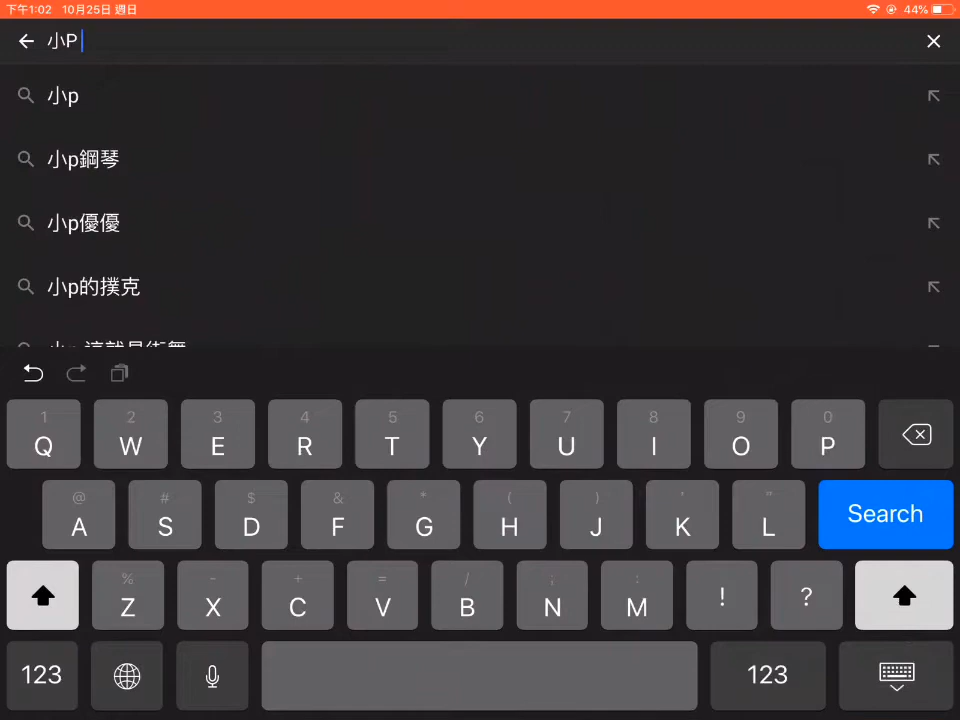 下午1:02 10月25日 週日 44%
小P
小p
小p鋼琴
小p優優
小p的撲克
1 2 3 4 5 6 7 8 9 0
Q W E R T Y U I O P
@ # $ & * ( ) ' "
A S D F G H J K L Search
% - + = / ; :
Z X C V B N M ! ?
123 123